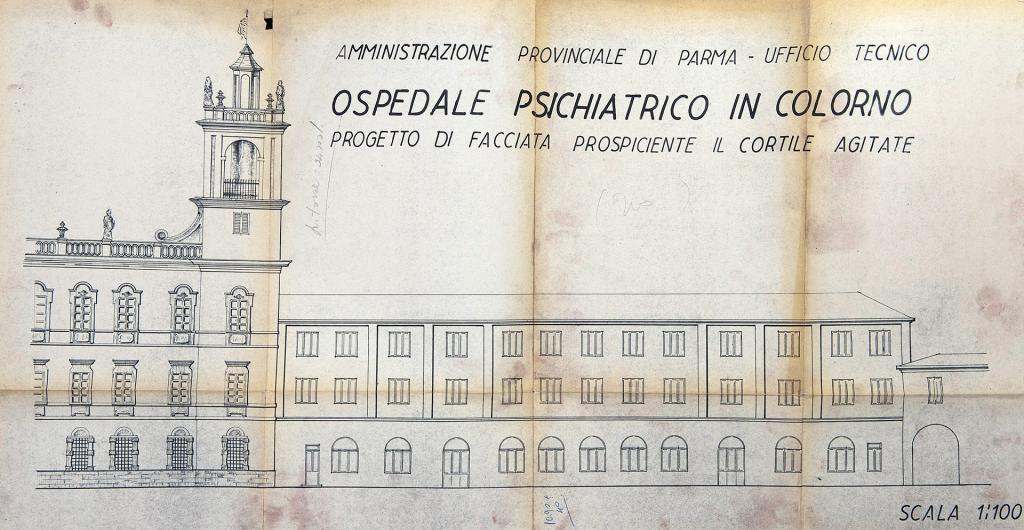 AMMINISTRAZIONE PROVINCIALE DI PARMA - UFFICIO TECNICO
OSPEDALE PSICHIATRICO IN COLORNO
PROGETTO DI FACCIATA PROSPICIENTE IL CORTILE AGITATE
SCALA 1:100